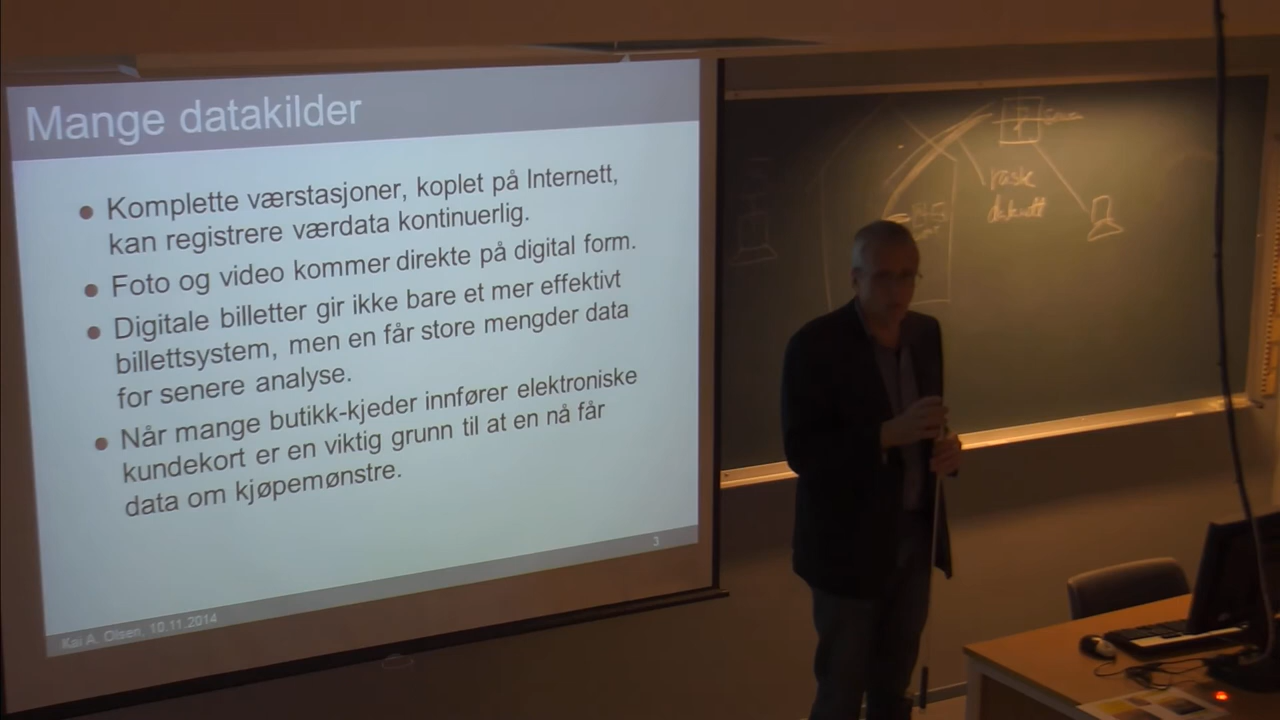 Mange datakilder
• Komplette værstasjoner, koplet på Internett,
kan registrere værdata kontinuerlig.
• Foto og video kommer direkte på digital form.
• Digitale billetter gir ikke bare et mer effektivt
billettsystem, men en får store mengder data
for senere analyse.
• Når mange butikk-kjeder innfører elektroniske
kundekort er en viktig grunn til at en nå får
data om kjøpemønstre.
3
Kai A. Olsen, 10.11.2014
rask